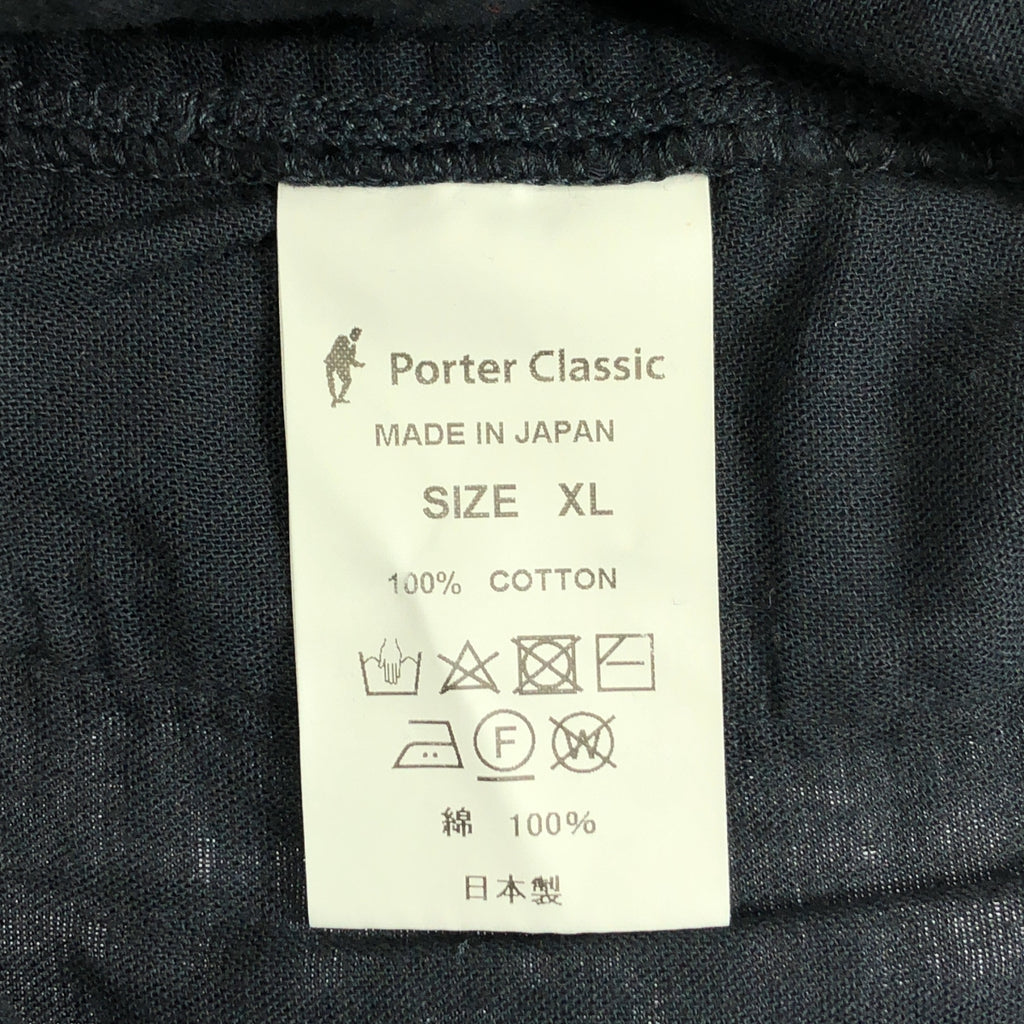 Porter Classic
MADE IN JAPAN
SIZE XL
100% COTTON
F W
綿 100%
日本製